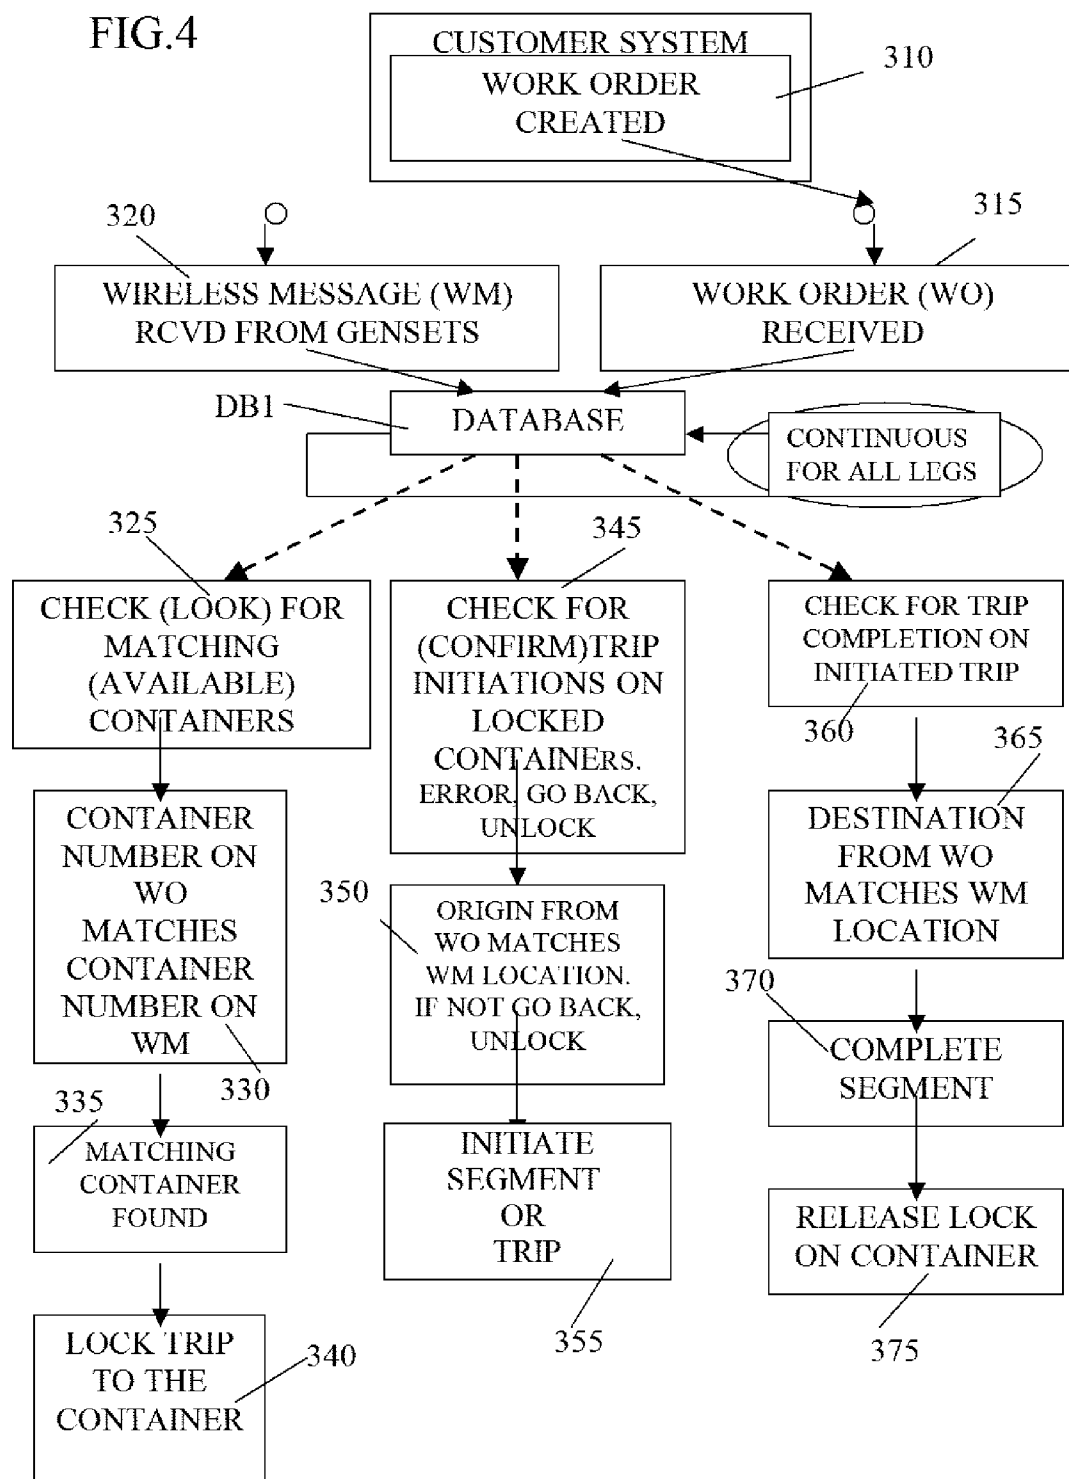 FIG.4
CUSTOMER SYSTEM
WORK ORDER
CREATED
310
320
315
WIRELESS MESSAGE (WM)
RCVD FROM GENSETS
WORK ORDER (WO)
RECEIVED
DB1
DATABASE
CONTINUOUS
FOR ALL LEGS
325
CHECK (LOOK) FOR
MATCHING
(AVAILABLE)
CONTAINERS
CONTAINER
NUMBER ON
WO
MATCHES
CONTAINER
NUMBER ON
WM
330
335
MATCHING
CONTAINER
FOUND
LOCK TRIP
TO THE
CONTAINER
340
345
CHECK FOR
(CONFIRM)TRIP
INITIATIONS ON
LOCKED
CONTAINERS.
ERROR, GO BACK,
UNLOCK
350
ORIGIN FROM
WO MATCHES
WM LOCATION.
IF NOT GO BACK,
UNLOCK
INITIATE
SEGMENT
OR
TRIP
355
CHECK FOR TRIP
COMPLETION ON
INITIATED TRIP
360
365
DESTINATION
FROM WO
MATCHES WM
LOCATION
370
COMPLETE
SEGMENT
RELEASE LOCK
ON CONTAINER
375